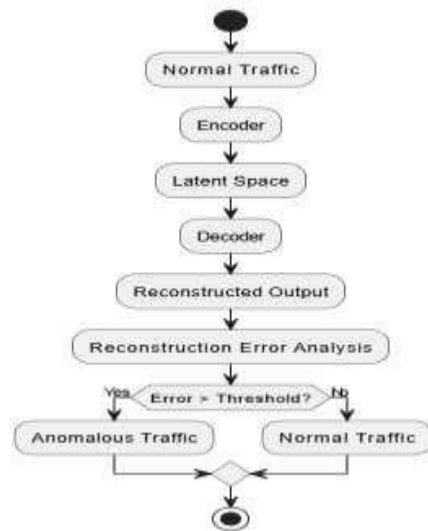 Normal Traffic
Encoder
Latent Space
Decoder
Reconstructed Output
Reconstruction Error Analysis
Yes
Error > Threshold?
No
Anomalous Traffic
Normal Traffic